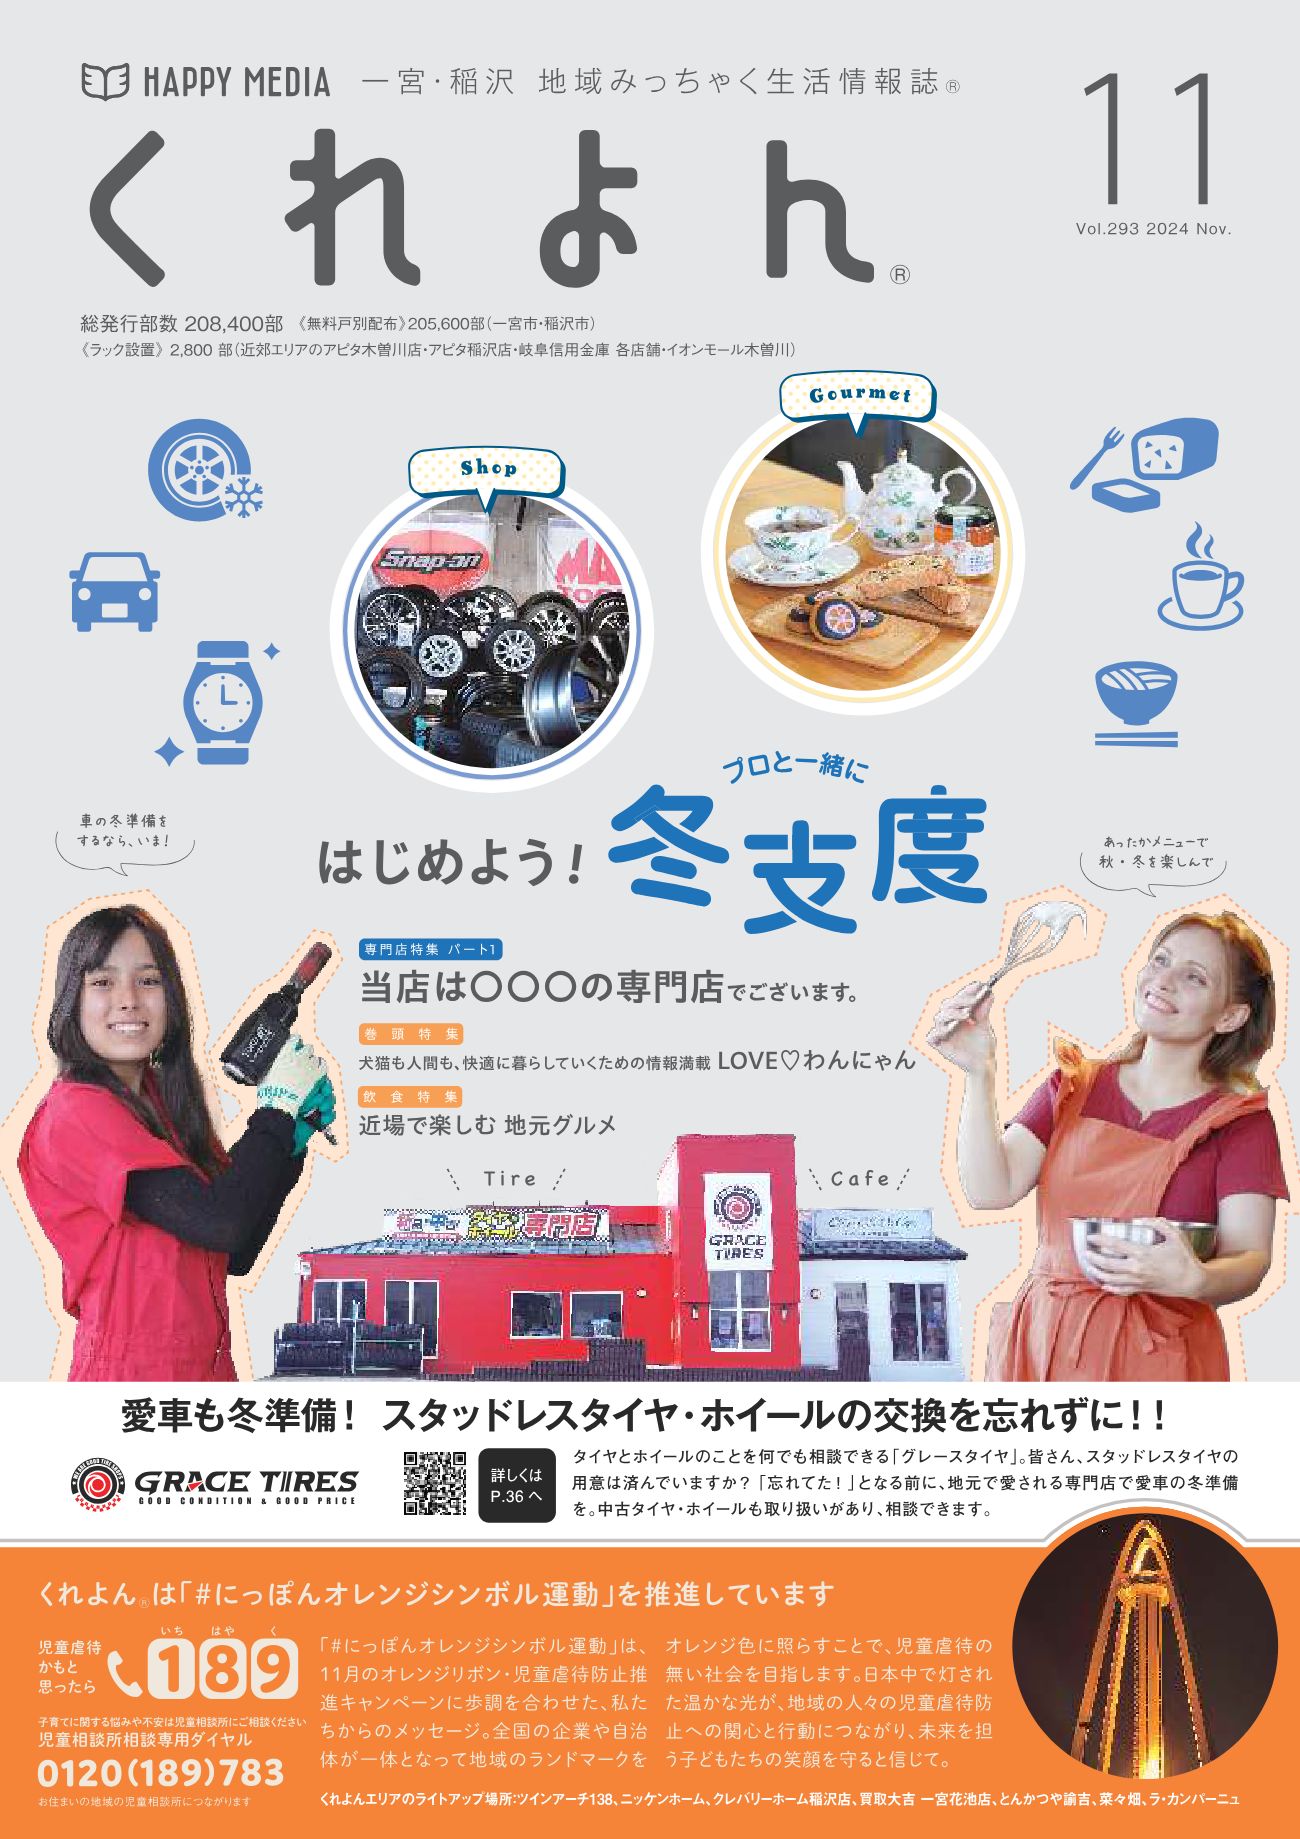 HAPPY MEDIA 一宮・稲沢 地域みっちゃく生活情報誌®
11
くれよん®
Vol.293 2024 Nov.
総発行部数 208,400部 《無料戸別配布》205,600部(一宮市・稲沢市)
《ラック設置》 2,800 部(近郊エリアのアピタ木曽川店・アピタ稲沢店・岐阜信用金庫 各店舗・イオンモール木曽川)
Gourmet
Shop
Snap-on
プロと一緒に
はじめよう!冬支度
車の冬準備を
するなら、いま!
あったかメニューで
秋・冬を楽しんで
専門店特集 パート1
当店は〇〇〇の専門店でございます。
巻頭特集
犬猫も人間も、快適に暮らしていくための情報満載 LOVE♡わんにゃん
飲食特集
近場で楽しむ 地元グルメ
Tire
Cafe
タイヤ
ホイール 専門店
GRACE
TIRES
愛車も冬準備! スタッドレスタイヤ・ホイールの交換を忘れずに!!
GRACE TIRES
GOOD CONDITION & GOOD PRICE
詳しくは
P.36 へ
タイヤとホイールのことを何でも相談できる「グレースタイヤ」。皆さん、スタッドレスタイヤの
用意は済んでいますか?「忘れてた!」となる前に、地元で愛される専門店で愛車の冬準備
を。中古タイヤ・ホイールも取り扱いがあり、相談できます。
くれよん®は「#にっぽんオレンジシンボル運動」を推進しています
児童虐待
かもと
思ったら
いち はや く
189
子育てに関する悩みや不安は児童相談所にご相談ください
児童相談所相談専用ダイヤル
0120(189)783
お住まいの地域の児童相談所につながります
「#にっぽんオレンジシンボル運動」は、
11月のオレンジリボン・児童虐待防止推
進キャンペーンに歩調を合わせた、私た
ちからのメッセージ。全国の企業や自治
体が一体となって地域のランドマークを
オレンジ色に照らすことで、児童虐待の
無い社会を目指します。日本中で灯され
た温かな光が、地域の人々の児童虐待防
止への関心と行動につながり、未来を担
う子どもたちの笑顔を守ると信じて。
くれよんエリアのライトアップ場所:ツインアーチ138、ニッケンホーム、クレバリーホーム稲沢店、買取大吉 一宮花池店、とんかつや諭吉、菜々畑、ラ・カンパーニュ